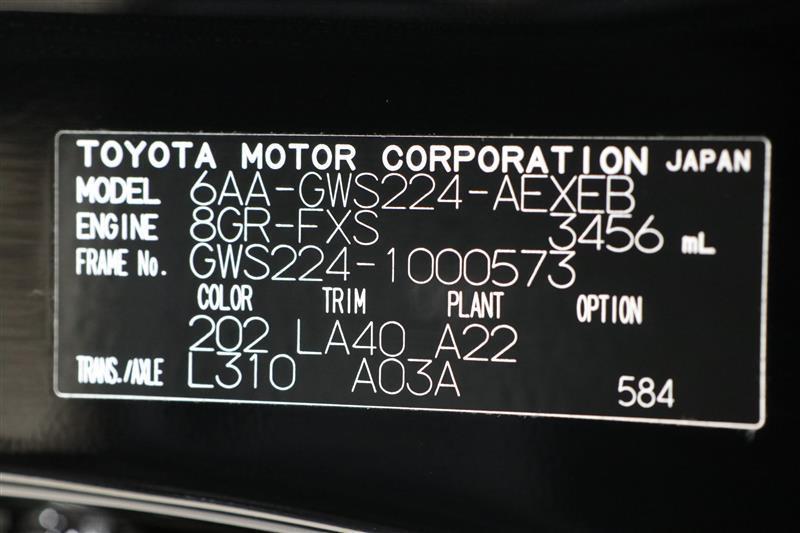 TOYOTA MOTOR CORPORATION JAPAN
MODEL 6AA-GWS224-AEXEB
ENGINE 8GR-FXS 3456 mL
FRAME No. GWS224-1000573
COLOR TRIM PLANT OPTION
202 LA40 A22
TRANS./AXLE L310 A03A 584